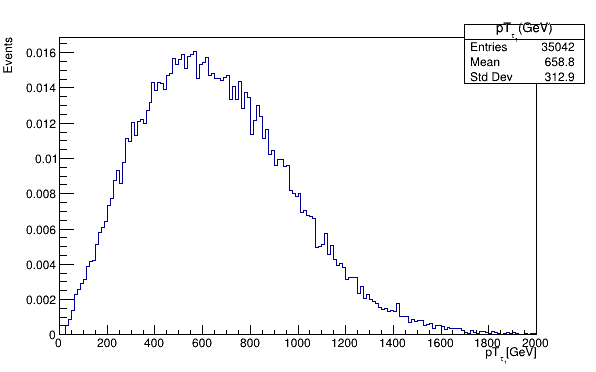 pT_τ₁(GeV)
Entries 35042
Mean 658.8
Std Dev 312.9
Events
0.016
0.014
0.012
0.01
0.008
0.006
0.004
0.002
0
0 200 400 600 800 1000 1200 1400 1600 1800 2000
pT_τ₁[GeV]